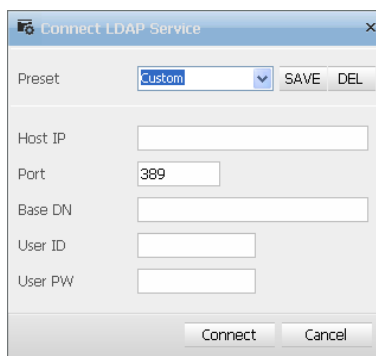 Connect LDAP Service
Preset Custom SAVE DEL
Host IP
Port 389
Base DN
User ID
User PW
Connect Cancel